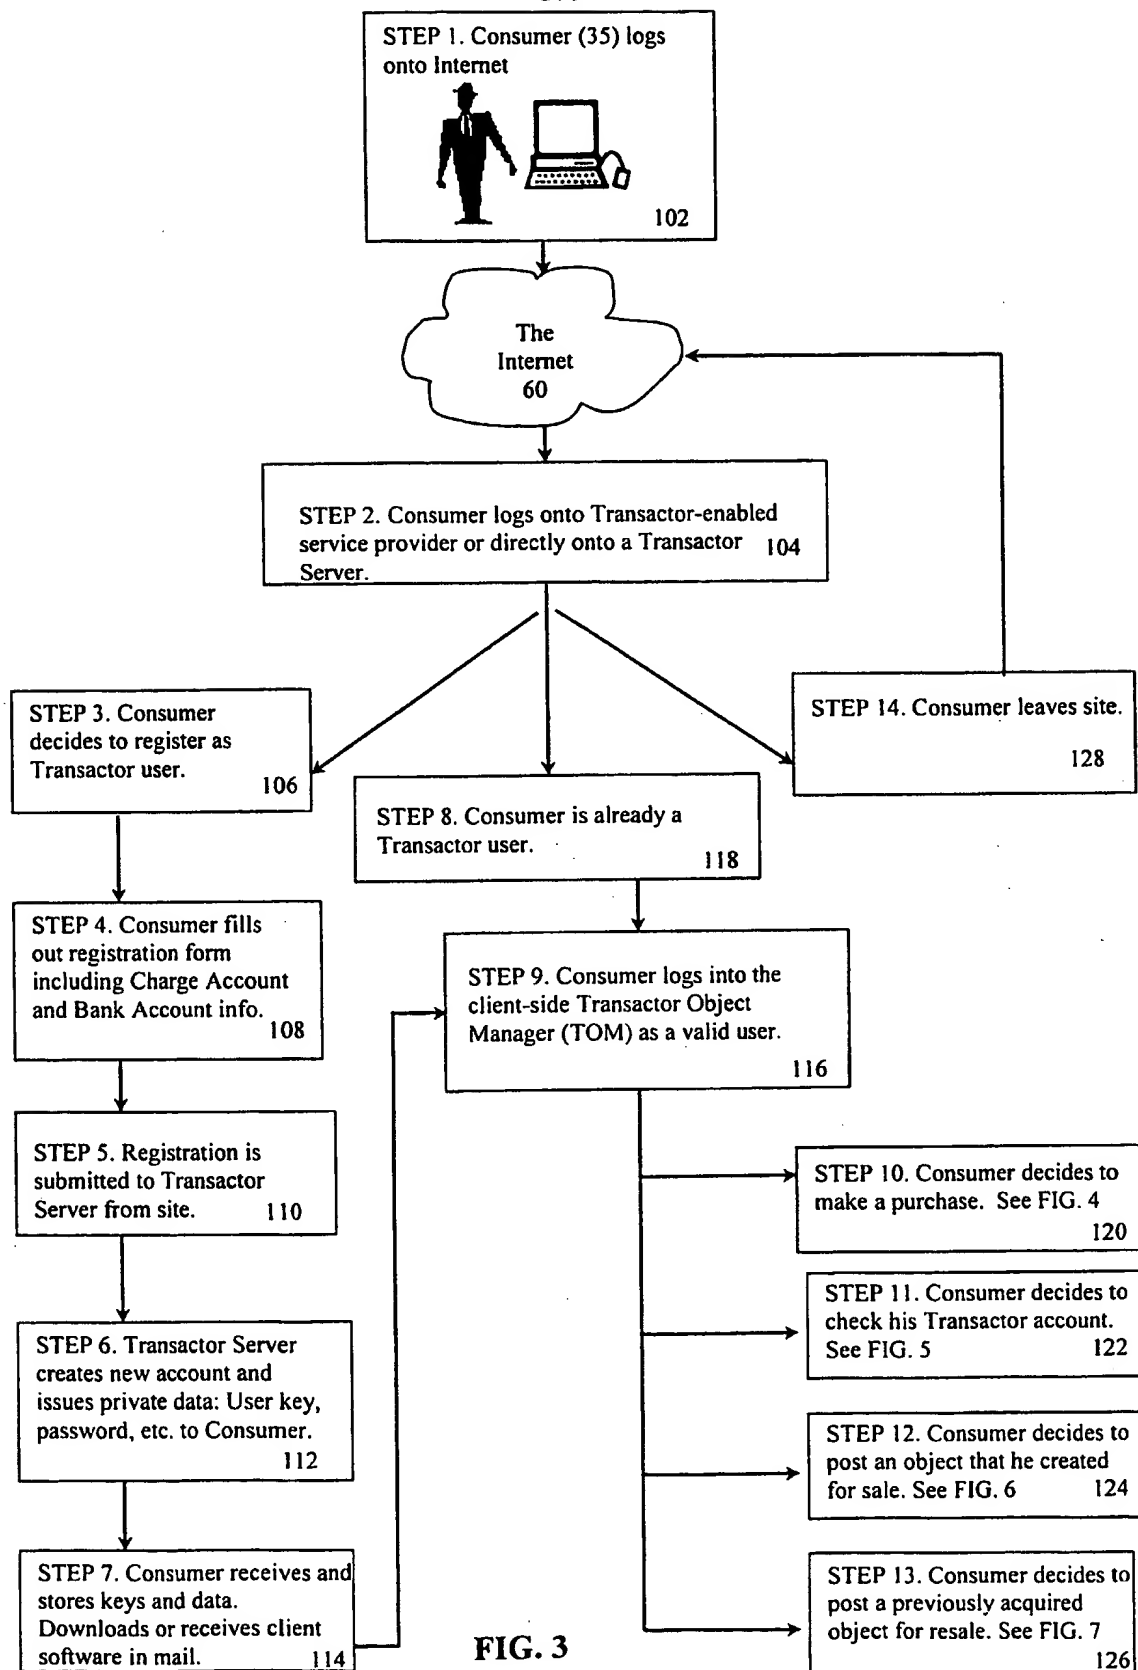 STEP 1. Consumer (35) logs
onto Internet
102
The
Internet
60
STEP 2. Consumer logs onto Transactor-enabled
service provider or directly onto a Transactor 104
Server.
STEP 3. Consumer
decides to register as
Transactor user.
106
STEP 14. Consumer leaves site.
128
STEP 8. Consumer is already a
Transactor user.
118
STEP 4. Consumer fills
out registration form
including Charge Account
and Bank Account info.
108
STEP 9. Consumer logs into the
client-side Transactor Object
Manager (TOM) as a valid user.
116
STEP 5. Registration is
submitted to Transactor
Server from site. 110
STEP 10. Consumer decides to
make a purchase. See FIG. 4
120
STEP 11. Consumer decides to
check his Transactor account.
See FIG. 5 122
STEP 6. Transactor Server
creates new account and
issues private data: User key,
password, etc. to Consumer.
112
STEP 12. Consumer decides to
post an object that he created
for sale. See FIG. 6 124
STEP 7. Consumer receives and
stores keys and data.
Downloads or receives client
software in mail. 114
STEP 13. Consumer decides to
post a previously acquired
object for resale. See FIG. 7
126
FIG. 3